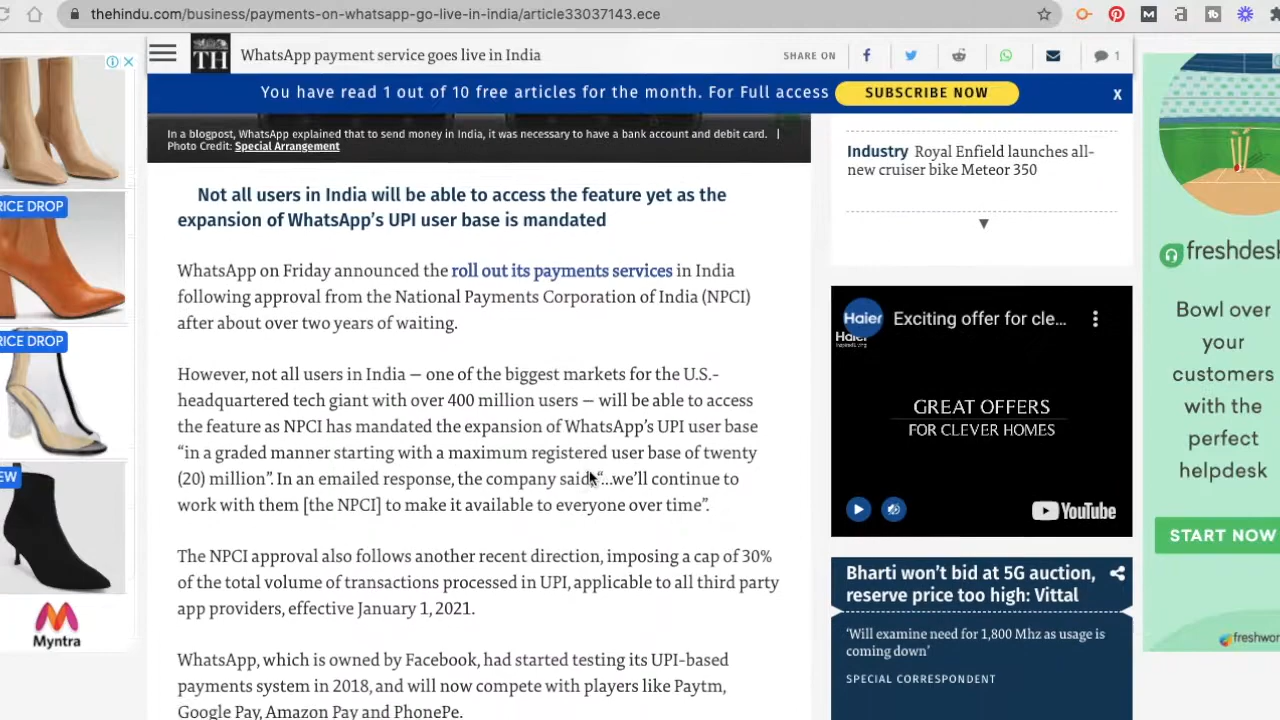 thehindu.com/business/payments-on-whatsapp-go-live-in-india/article33037143.ece
TH
WhatsApp payment service goes live in India
SHARE ON
1
You have read 1 out of 10 free articles for the month. For Full access
SUBSCRIBE NOW
X
In a blogpost, WhatsApp explained that to send money in India, it was necessary to have a bank account and debit card. |
Photo Credit: Special Arrangement
Not all users in India will be able to access the feature yet as the
expansion of WhatsApp's UPI user base is mandated
WhatsApp on Friday announced the roll out its payments services in India
following approval from the National Payments Corporation of India (NPCI)
after about over two years of waiting.
However, not all users in India — one of the biggest markets for the U.S.-
headquartered tech giant with over 400 million users — will be able to access
the feature as NPCI has mandated the expansion of WhatsApp's UPI user base
“in a graded manner starting with a maximum registered user base of twenty
(20) million”. In an emailed response, the company said, “...we'll continue to
work with them [the NPCI] to make it available to everyone over time”.
The NPCI approval also follows another recent direction, imposing a cap of 30%
of the total volume of transactions processed in UPI, applicable to all third party
app providers, effective January 1, 2021.
WhatsApp, which is owned by Facebook, had started testing its UPI-based
payments system in 2018, and will now compete with players like Paytm,
Google Pay, Amazon Pay and PhonePe.
RICE DROP
RICE DROP
EW
Myntra
Industry Royal Enfield launches all-
new cruiser bike Meteor 350
Haier
Exciting offer for cle...
Haier
GREAT OFFERS
FOR CLEVER HOMES
YouTube
Bharti won't bid at 5G auction,
reserve price too high: Vittal
‘Will examine need for 1,800 Mhz as usage is
coming down’
SPECIAL CORRESPONDENT
freshdesk
Bowl over
your
customers
with the
perfect
helpdesk
START NOW
freshwor